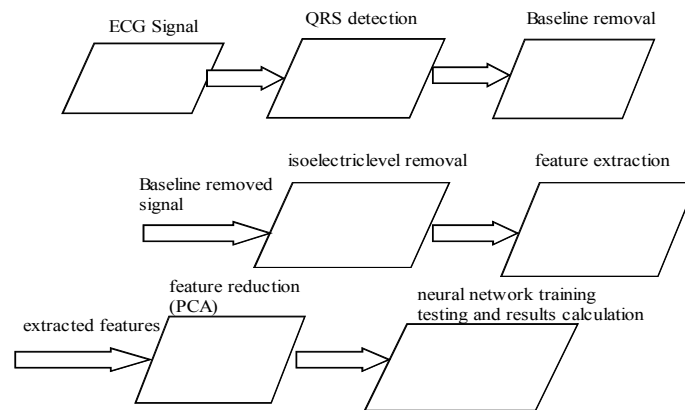 ECG Signal
QRS detection
Baseline removal
isoelectriclevel removal
feature extraction
Baseline removed
signal
feature reduction
(PCA)
neural network training
testing and results calculation
extracted features